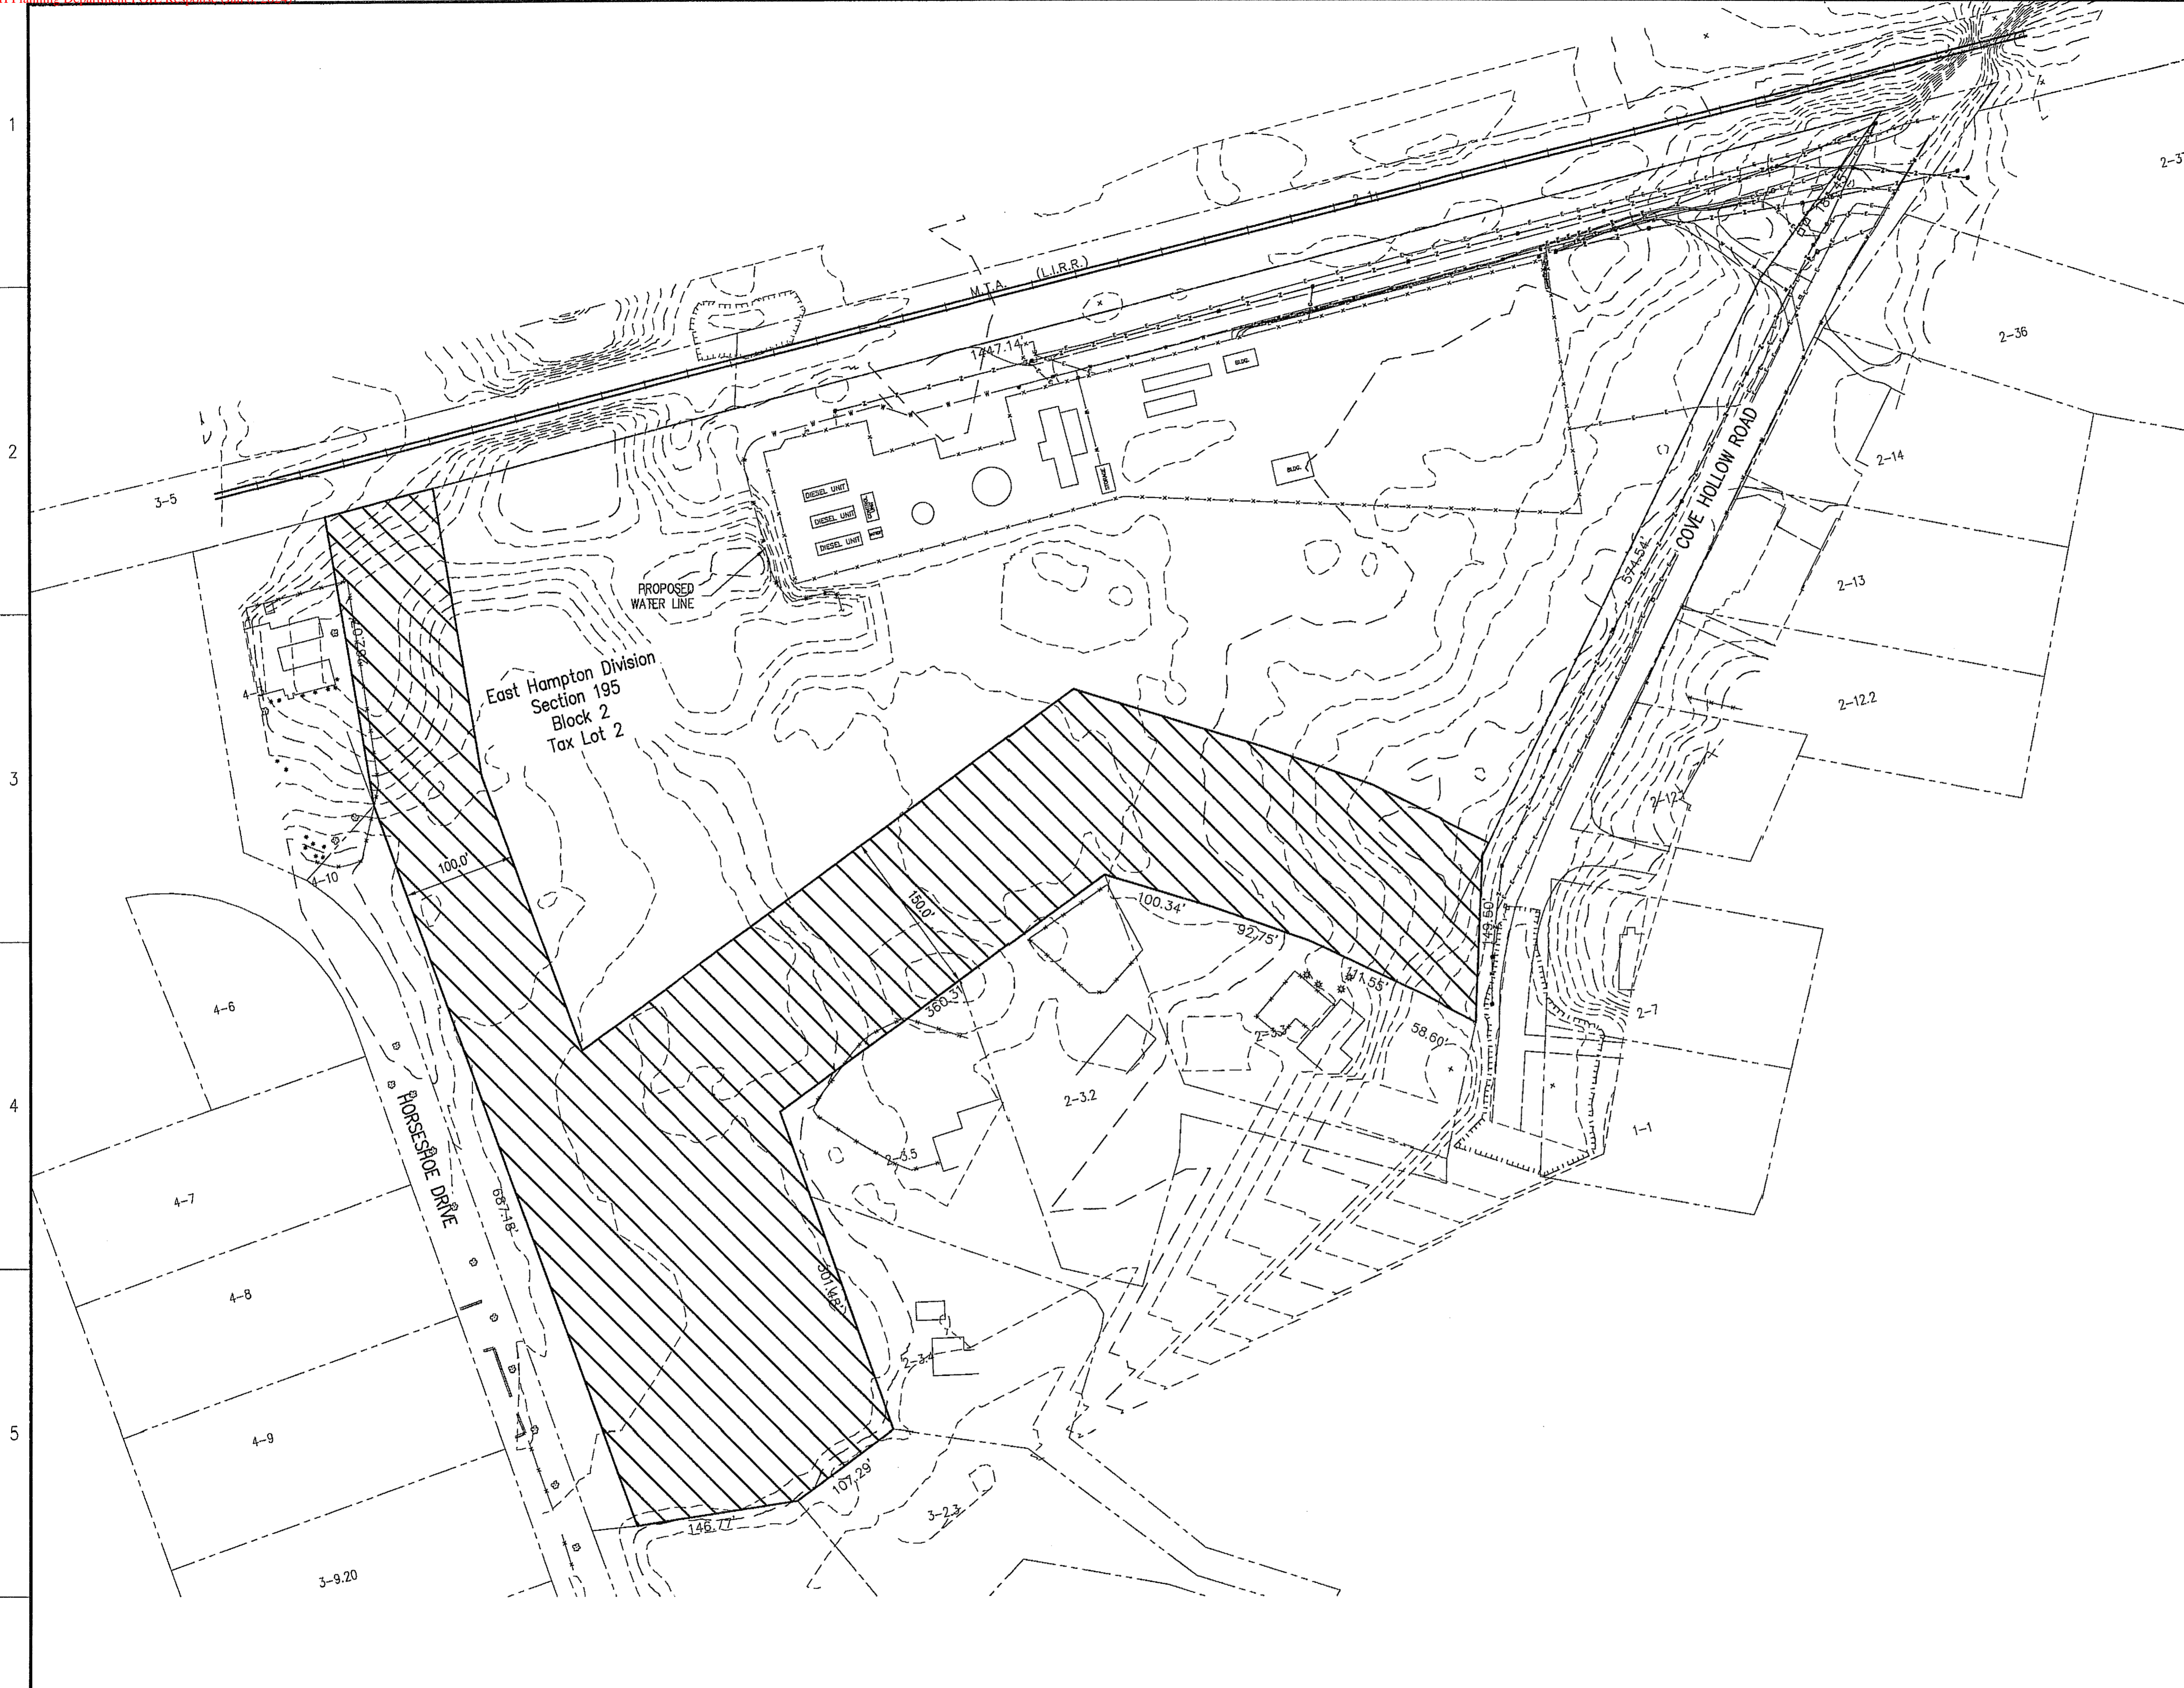 1
2
3
4
5
2-1
M.T.A. (L.I.R.R.)
1447.14'
3-5
BLDG.
BLDG.
STORAGE
DIESEL UNIT
DIESEL UNIT
DIESEL UNIT
PROPOSED
WATER LINE
East Hampton Division
Section 195
Block 2
Tax Lot 2
COVE HOLLOW ROAD
574.54'
2-36
2-14
2-13
2-12.2
2-7
1-1
100.0'
150.0'
360.31'
100.34'
92.75'
111.55'
58.60'
149.50'
4-10
4-6
4-7
4-8
4-9
3-9.20
HORSESHOE DRIVE
687.18'
301.48'
107.29'
146.77'
2-3.3
2-3.2
2-3.5
2-3.4
3-2.3